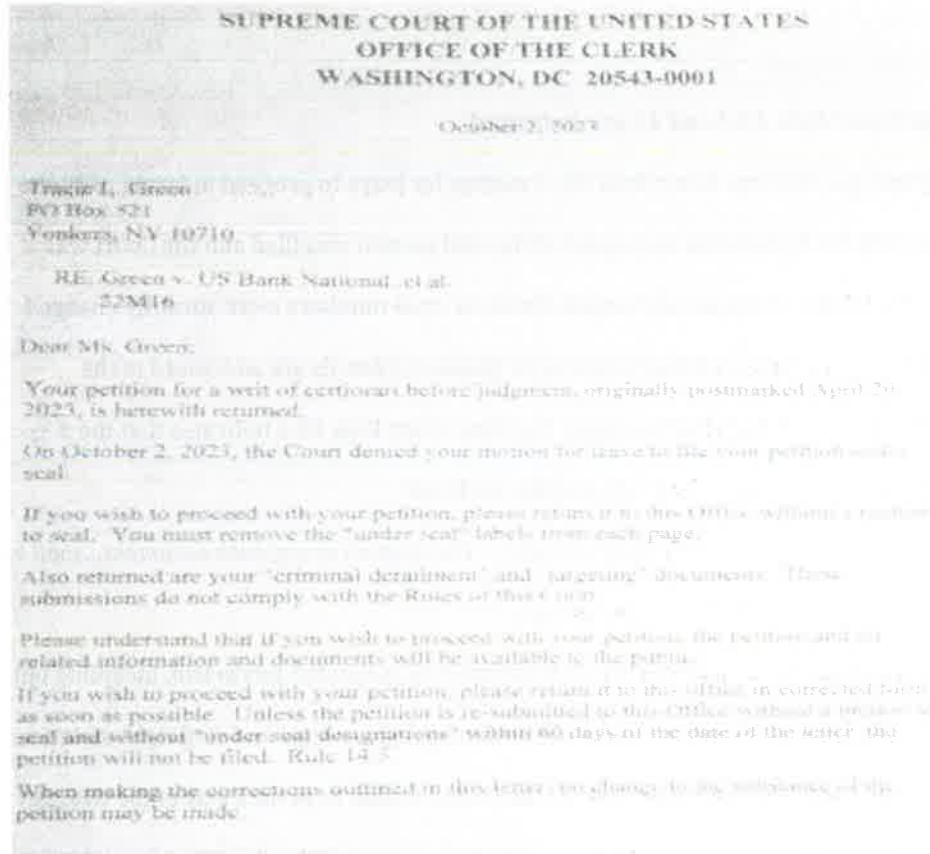 SUPREME COURT OF THE UNITED STATES
OFFICE OF THE CLERK
WASHINGTON, DC 20543-0001
October 2, 2023
Tracie L. Green
PO Box 521
Yonkers, NY 10710
RE: Green v. US Bank National, et al.
22M16
Dear Ms. Green:
Your petition for a writ of certiorari before judgment, originally postmarked April 20,
2023, is herewith returned.
On October 2, 2023, the Court denied your motion for leave to file your petition under
seal.
If you wish to proceed with your petition, please return it to this Office without a motion
to seal. You must remove the "under seal" labels from each page.
Also returned are your "criminal derailment" and "targeting" documents. These
submissions do not comply with the Rules of this Court.
Please understand that if you wish to proceed with your petition, the petition and all
related information and documents will be available to the public.
If you wish to proceed with your petition, please return it to this office in corrected form
as soon as possible. Unless the petition is re-submitted to this Office without a motion to
seal and without "under seal designations" within 60 days of the date of the letter, the
petition will not be filed. Rule 14.5
When making the corrections outlined in this letter, no change to the substance of the
petition may be made.